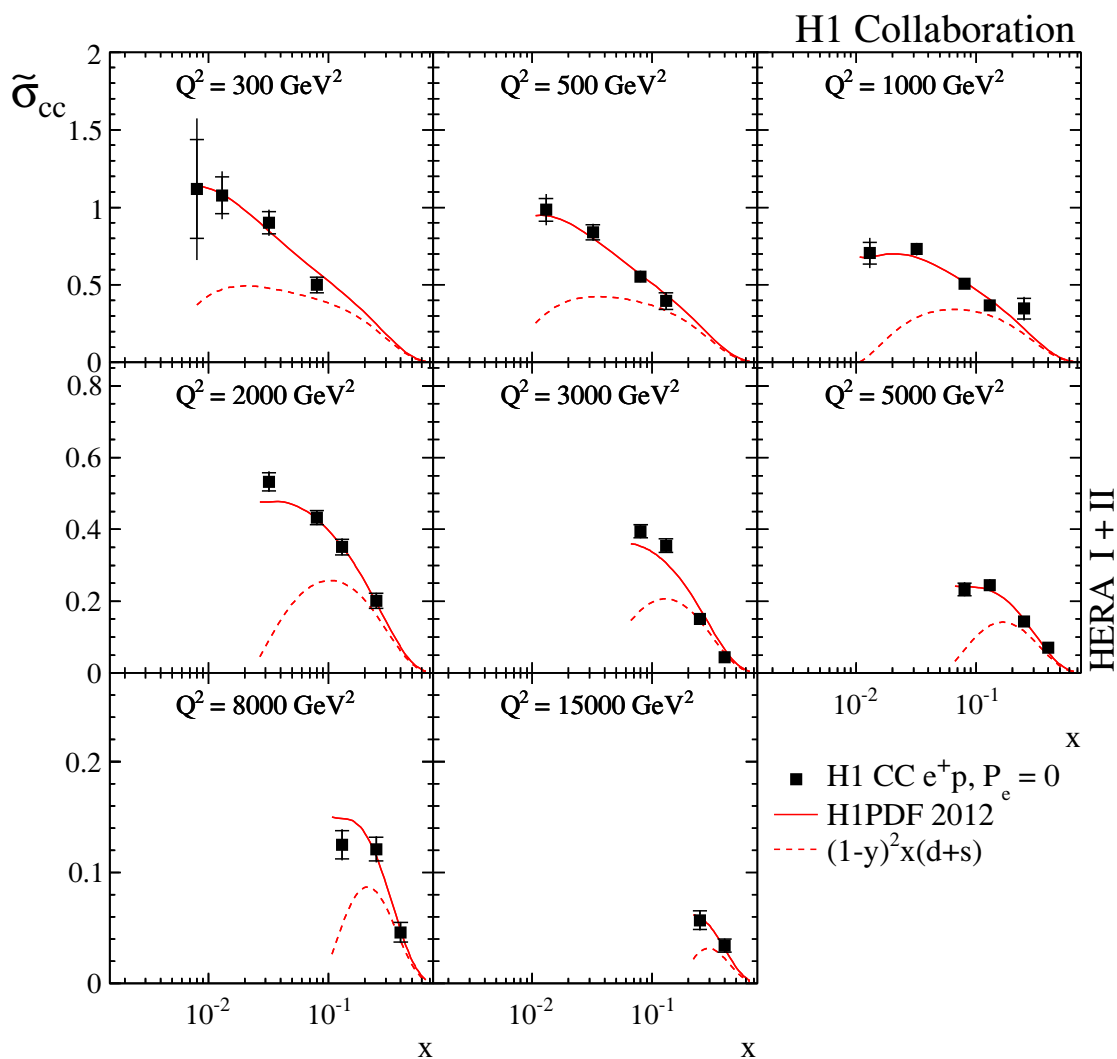 H1 Collaboration
σ̃cc
Q² = 300 GeV²
Q² = 500 GeV²
Q² = 1000 GeV²
2
1.5
1
0.5
0
Q² = 2000 GeV²
Q² = 3000 GeV²
Q² = 5000 GeV²
0.8
0.6
0.4
0.2
0
10⁻² 10⁻¹
x
Q² = 8000 GeV²
Q² = 15000 GeV²
0.2
0.1
0
10⁻² 10⁻¹
x
10⁻² 10⁻¹
x
H1 CC e⁺p, Pₑ = 0
H1PDF 2012
(1-y)²x(d+s)
HERA I + II